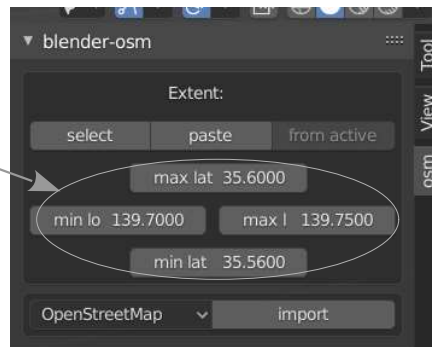 blender-osm
Extent:
select paste from active
max lat 35.6000
min lo 139.7000 max l 139.7500
min lat 35.5600
OpenStreetMap import
Tool
View
osm